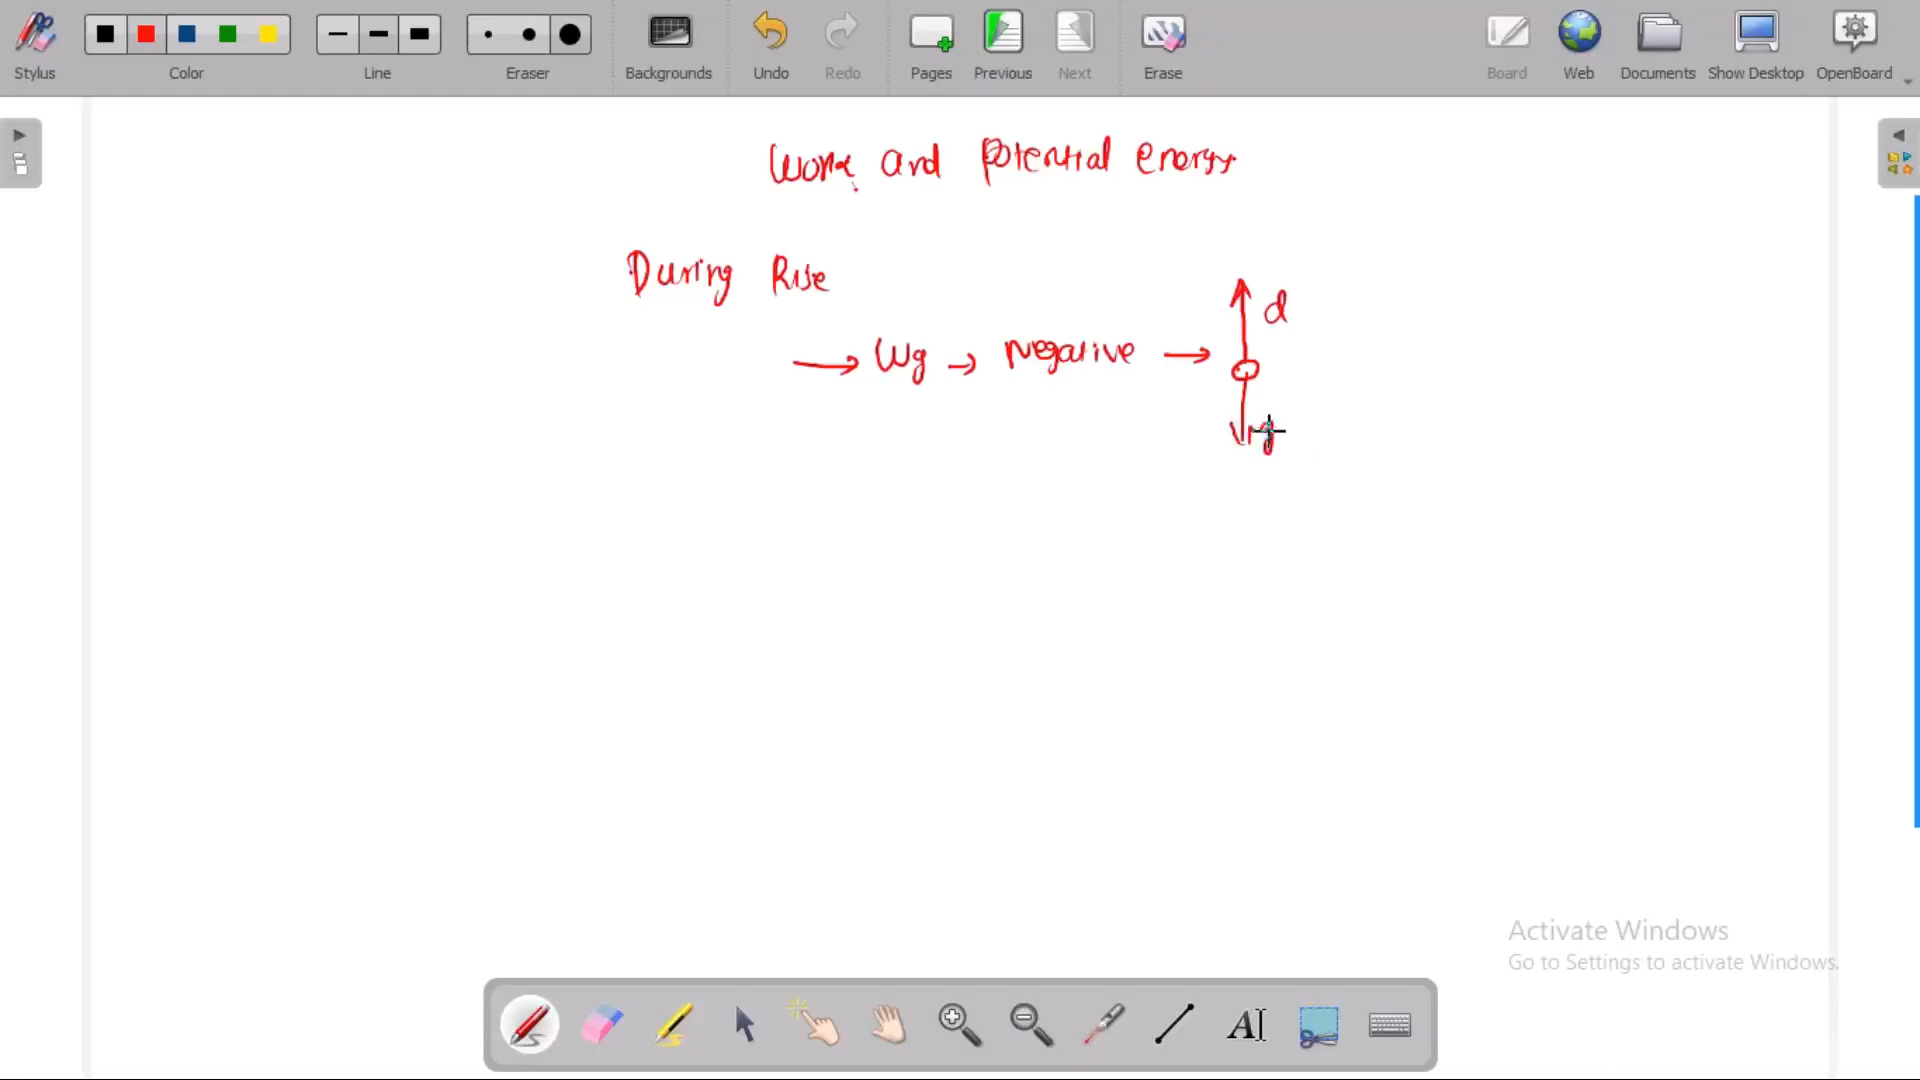 Stylus
Color
Line
Eraser
Backgrounds
Undo
Redo
Pages
Previous
Next
Erase
Board
Web
Documents
Show Desktop
OpenBoard
Work and Potential energy
During Rise
→ Wg → Negative →
d
Activate Windows
Go to Settings to activate Windows.